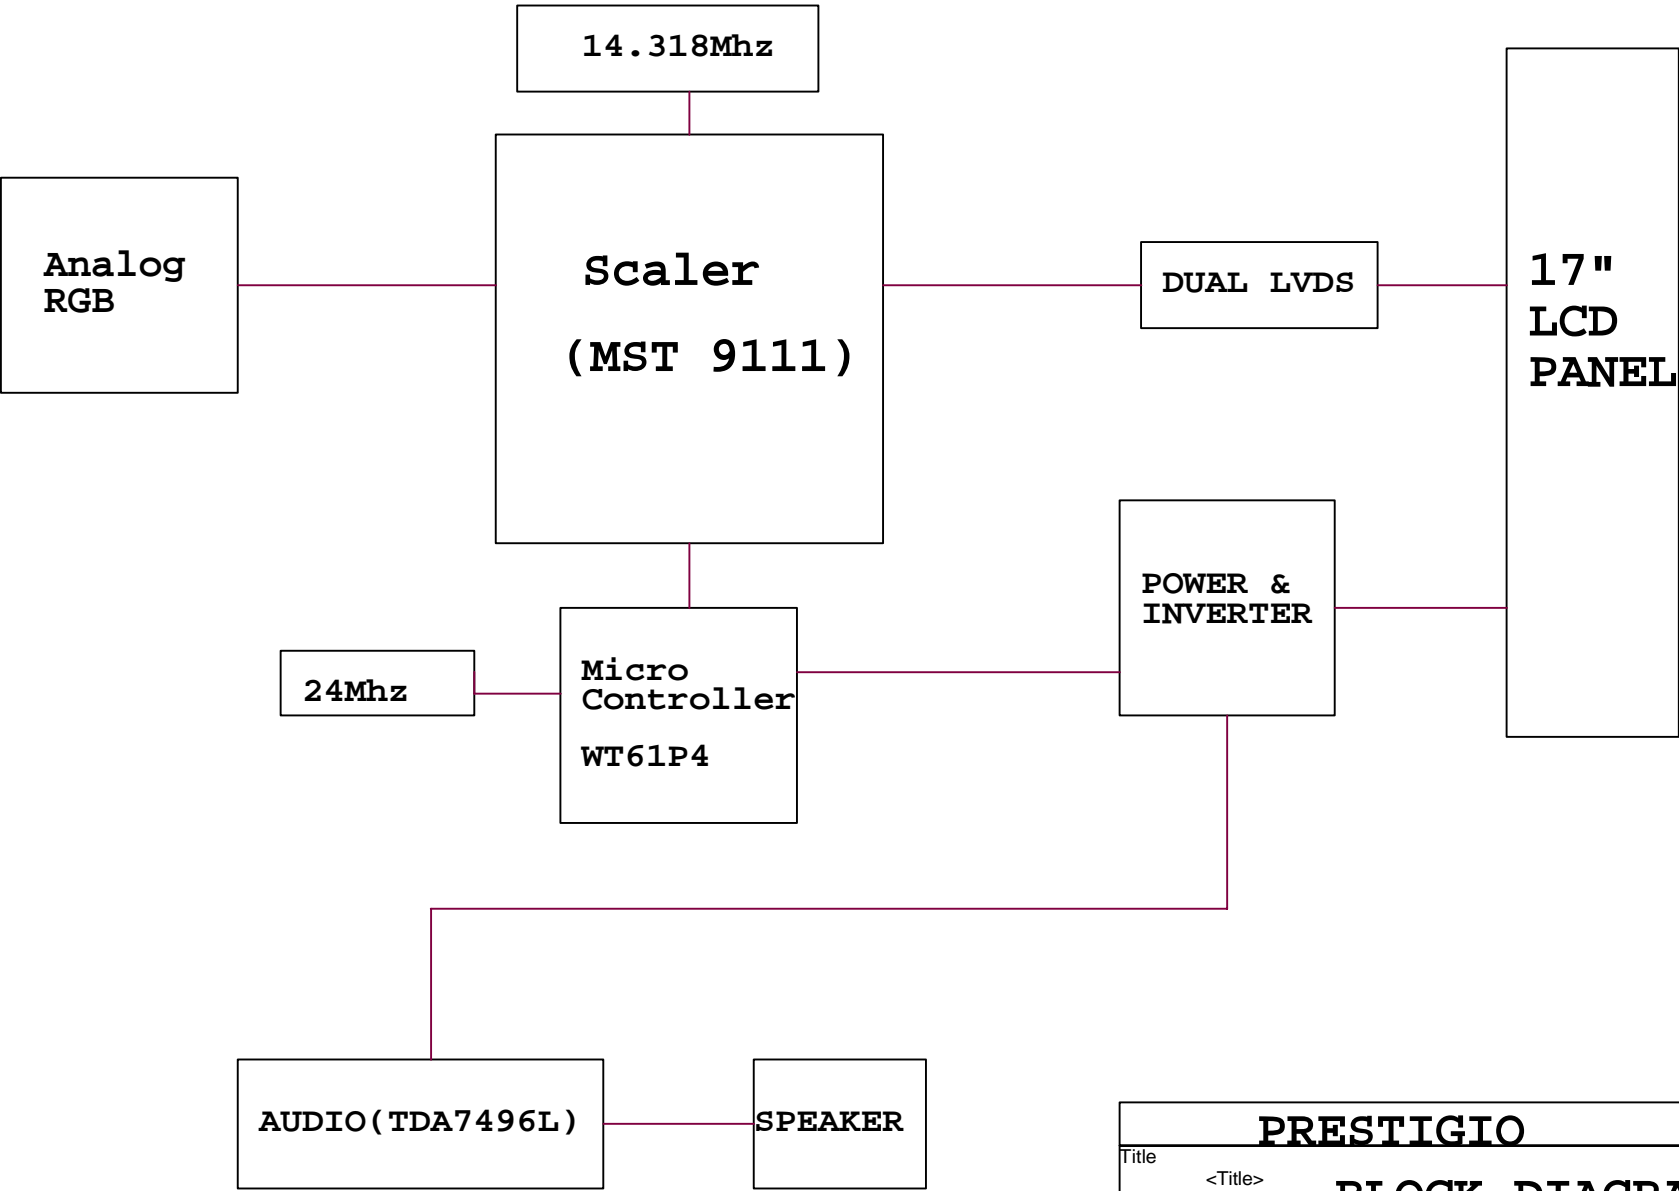 14.318Mhz
Analog
RGB
Scaler
(MST 9111)
DUAL LVDS
17"
LCD
PANEL
POWER &
INVERTER
24Mhz
Micro
Controller
WT61P4
AUDIO(TDA7496L)
SPEAKER
PRESTIGIO
Title
<Title>
BLOCK